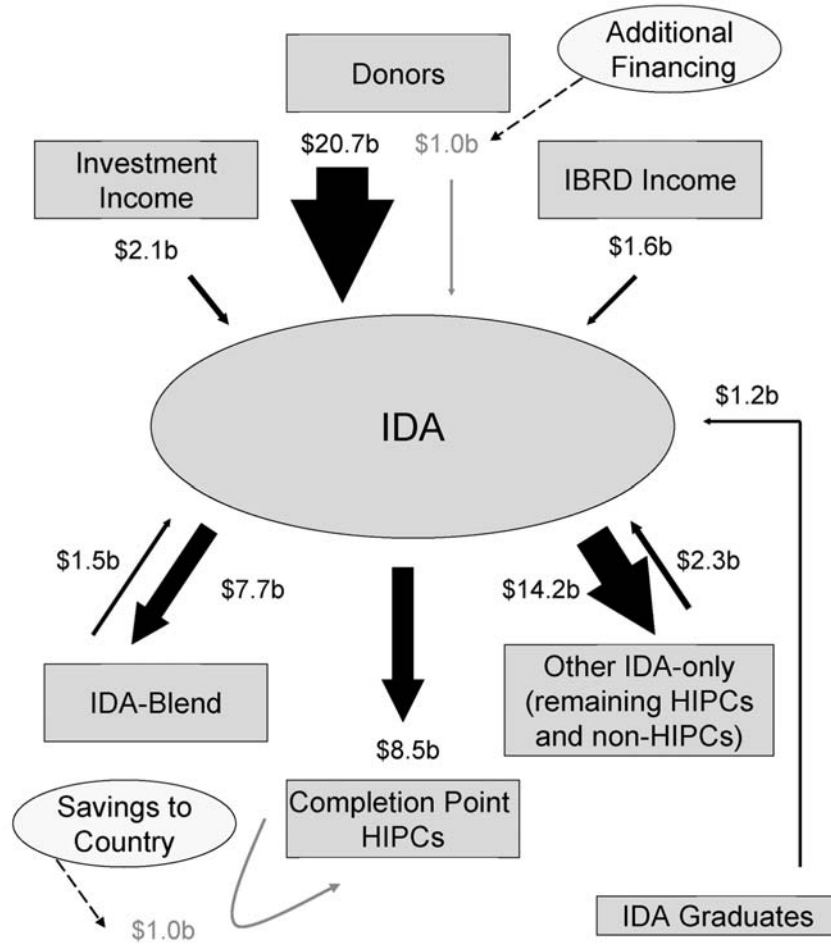 Donors
Additional
Financing
$20.7b
$1.0b
Investment
Income
IBRD Income
$2.1b
$1.6b
IDA
$1.2b
$1.5b
$7.7b
$14.2b
$2.3b
IDA-Blend
Other IDA-only
(remaining HIPCs
and non-HIPCs)
$8.5b
Savings to
Country
Completion Point
HIPCs
$1.0b
IDA Graduates